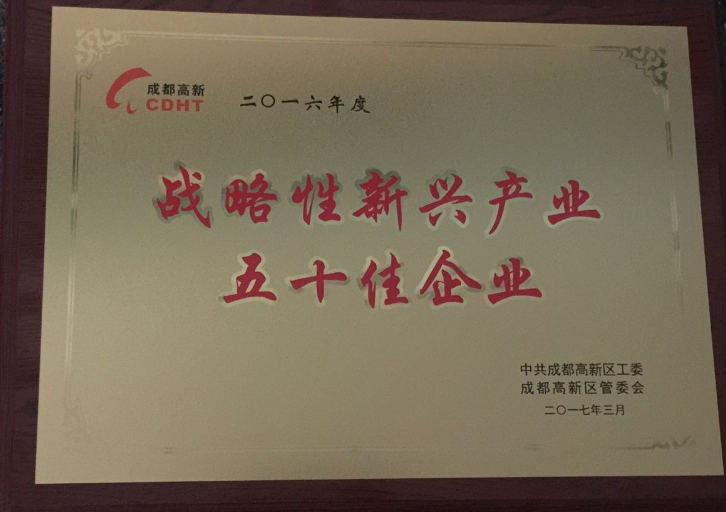 成都高新
CDHT
二〇一六年度
战略性新兴产业
五十佳企业
中共成都高新区工委
成都高新区管委会
二〇一七年三月